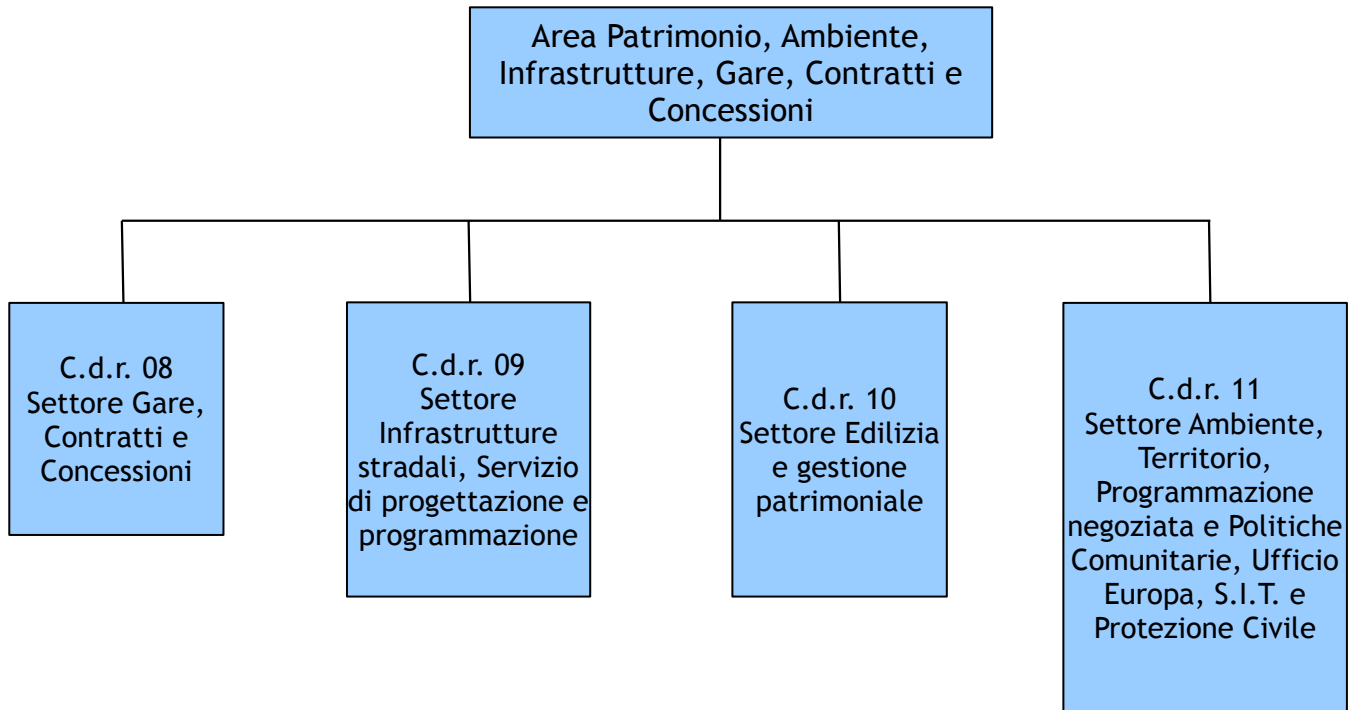 Area Patrimonio, Ambiente,
Infrastrutture, Gare, Contratti e
Concessioni
C.d.r. 08
Settore Gare,
Contratti e
Concessioni
C.d.r. 09
Settore
Infrastrutture
stradali, Servizio
di progettazione e
programmazione
C.d.r. 10
Settore Edilizia
e gestione
patrimoniale
C.d.r. 11
Settore Ambiente,
Territorio,
Programmazione
negoziata e Politiche
Comunitarie, Ufficio
Europa, S.I.T. e
Protezione Civile